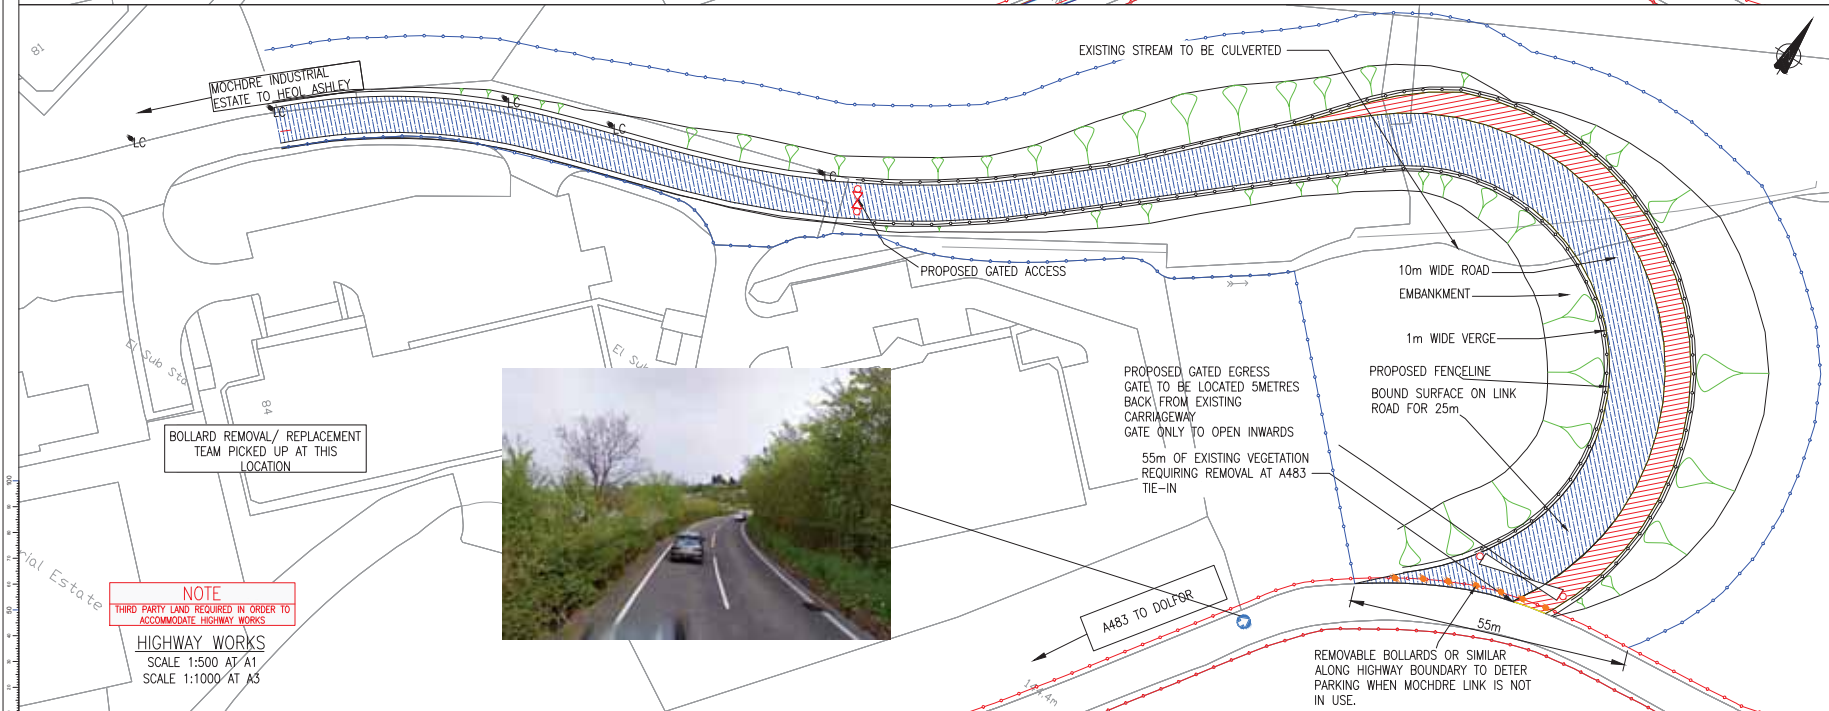 81
MOCHDRE INDUSTRIAL
ESTATE TO HEOL ASHLEY
LC
LC
LC
LC
LC
EXISTING STREAM TO BE CULVERTED
PROPOSED GATED ACCESS
10m WIDE ROAD
EMBANKMENT
1m WIDE VERGE
PROPOSED FENCELINE
BOUND SURFACE ON LINK
ROAD FOR 25m
PROPOSED GATED EGRESS
GATE TO BE LOCATED 5METRES
BACK FROM EXISTING
CARRIAGEWAY
GATE ONLY TO OPEN INWARDS
55m OF EXISTING VEGETATION
REQUIRING REMOVAL AT A483
TIE-IN
El Sub Sta
El Sub
84
BOLLARD REMOVAL/ REPLACEMENT
TEAM PICKED UP AT THIS
LOCATION
rial Estate
NOTE
THIRD PARTY LAND REQUIRED IN ORDER TO
ACCOMMODATE HIGHWAY WORKS
HIGHWAY WORKS
SCALE 1:500 AT A1
SCALE 1:1000 AT A3
A483 TO DOLFOR
55m
144.4m
REMOVABLE BOLLARDS OR SIMILAR
ALONG HIGHWAY BOUNDARY TO DETER
PARKING WHEN MOCHDRE LINK IS NOT
IN USE.